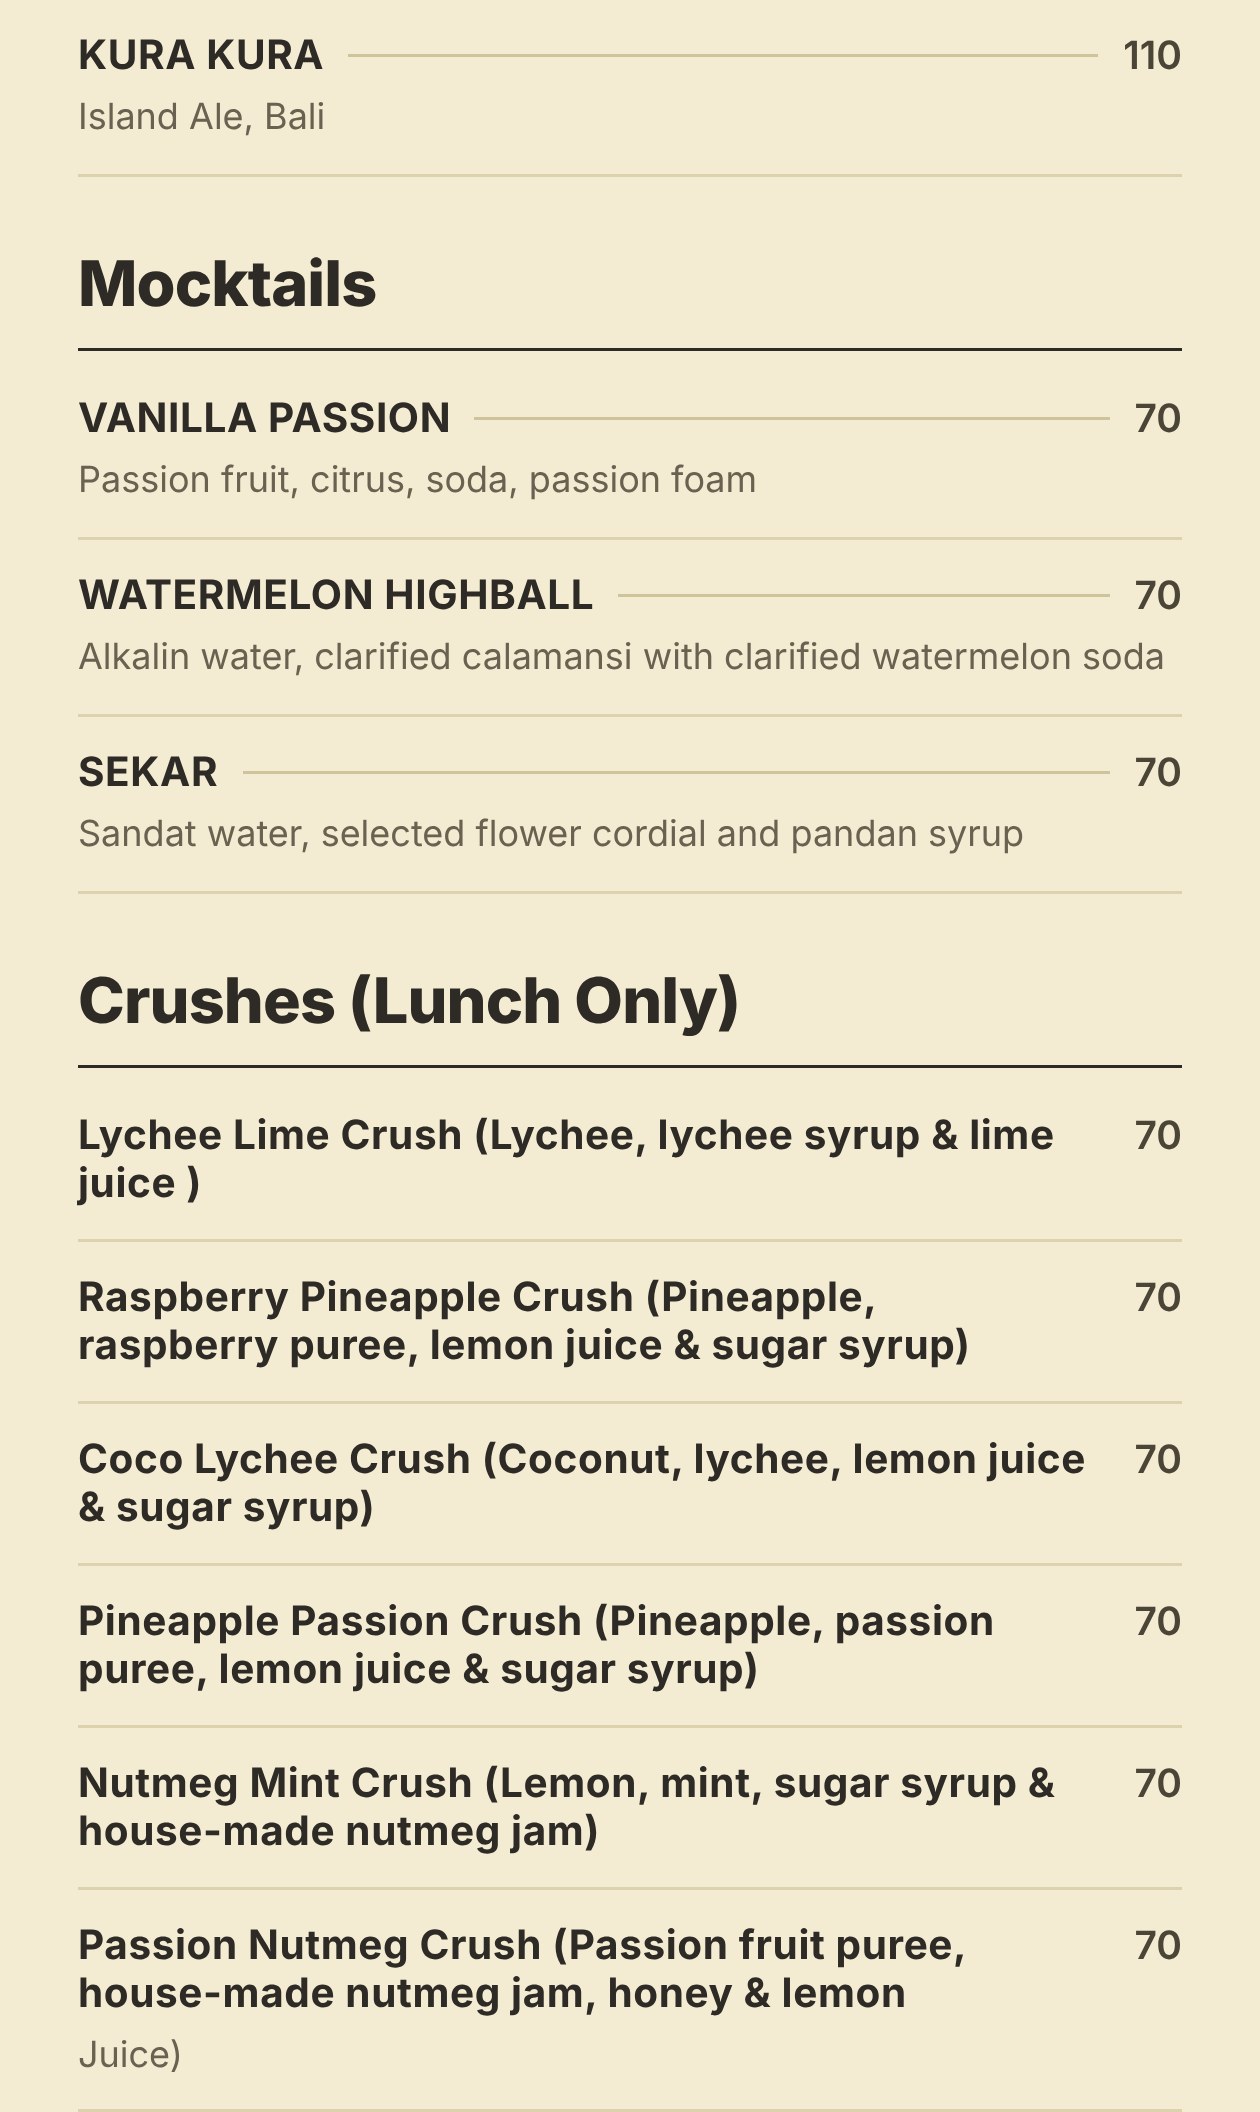 KURA KURA 110
Island Ale, Bali
Mocktails
VANILLA PASSION 70
Passion fruit, citrus, soda, passion foam
WATERMELON HIGHBALL 70
Alkalin water, clarified calamansi with clarified watermelon soda
SEKAR 70
Sandat water, selected flower cordial and pandan syrup
Crushes (Lunch Only)
Lychee Lime Crush (Lychee, lychee syrup & lime 70
juice )
Raspberry Pineapple Crush (Pineapple, 70
raspberry puree, lemon juice & sugar syrup)
Coco Lychee Crush (Coconut, lychee, lemon juice 70
& sugar syrup)
Pineapple Passion Crush (Pineapple, passion 70
puree, lemon juice & sugar syrup)
Nutmeg Mint Crush (Lemon, mint, sugar syrup & 70
house-made nutmeg jam)
Passion Nutmeg Crush (Passion fruit puree, 70
house-made nutmeg jam, honey & lemon
Juice)